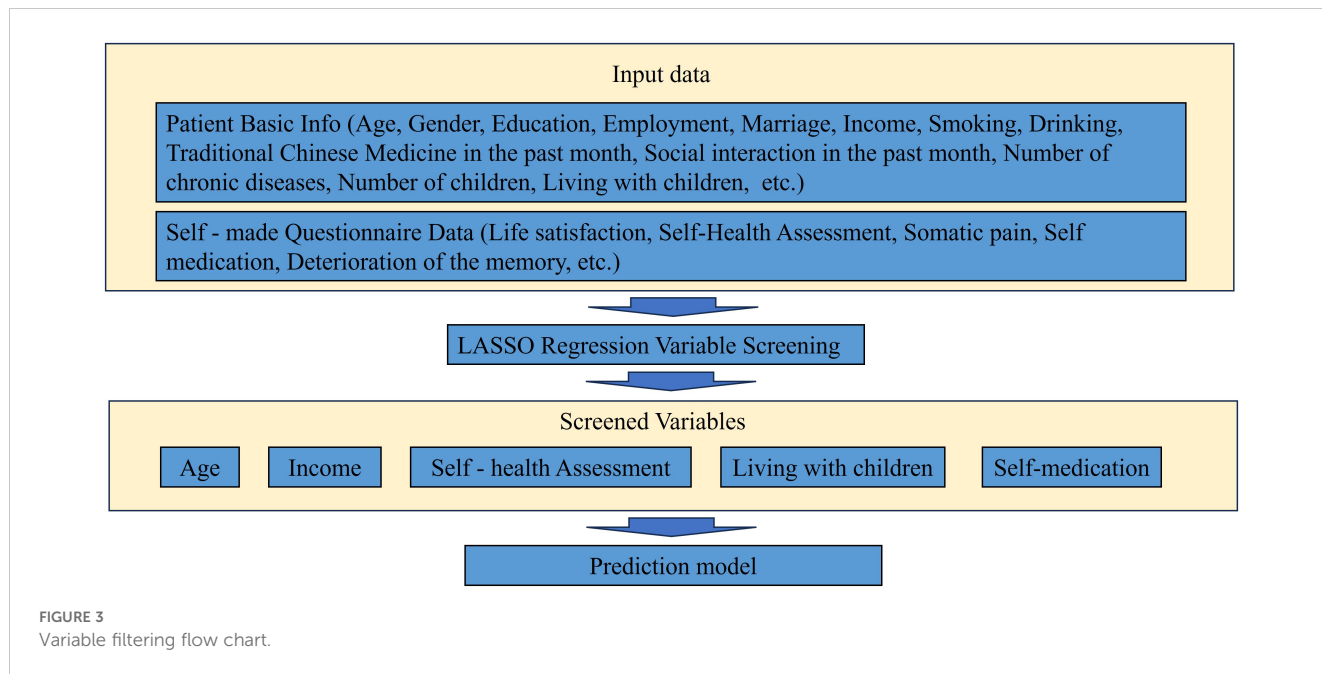 Input data
Patient Basic Info (Age, Gender, Education, Employment, Marriage, Income, Smoking, Drinking,
Traditional Chinese Medicine in the past month, Social interaction in the past month, Number of
chronic diseases, Number of children, Living with children, etc.)
Self - made Questionnaire Data (Life satisfaction, Self-Health Assessment, Somatic pain, Self
medication, Deterioration of the memory, etc.)
LASSO Regression Variable Screening
Screened Variables
Age Income Self - health Assessment Living with children Self-medication
Prediction model
FIGURE 3
Variable filtering flow chart.